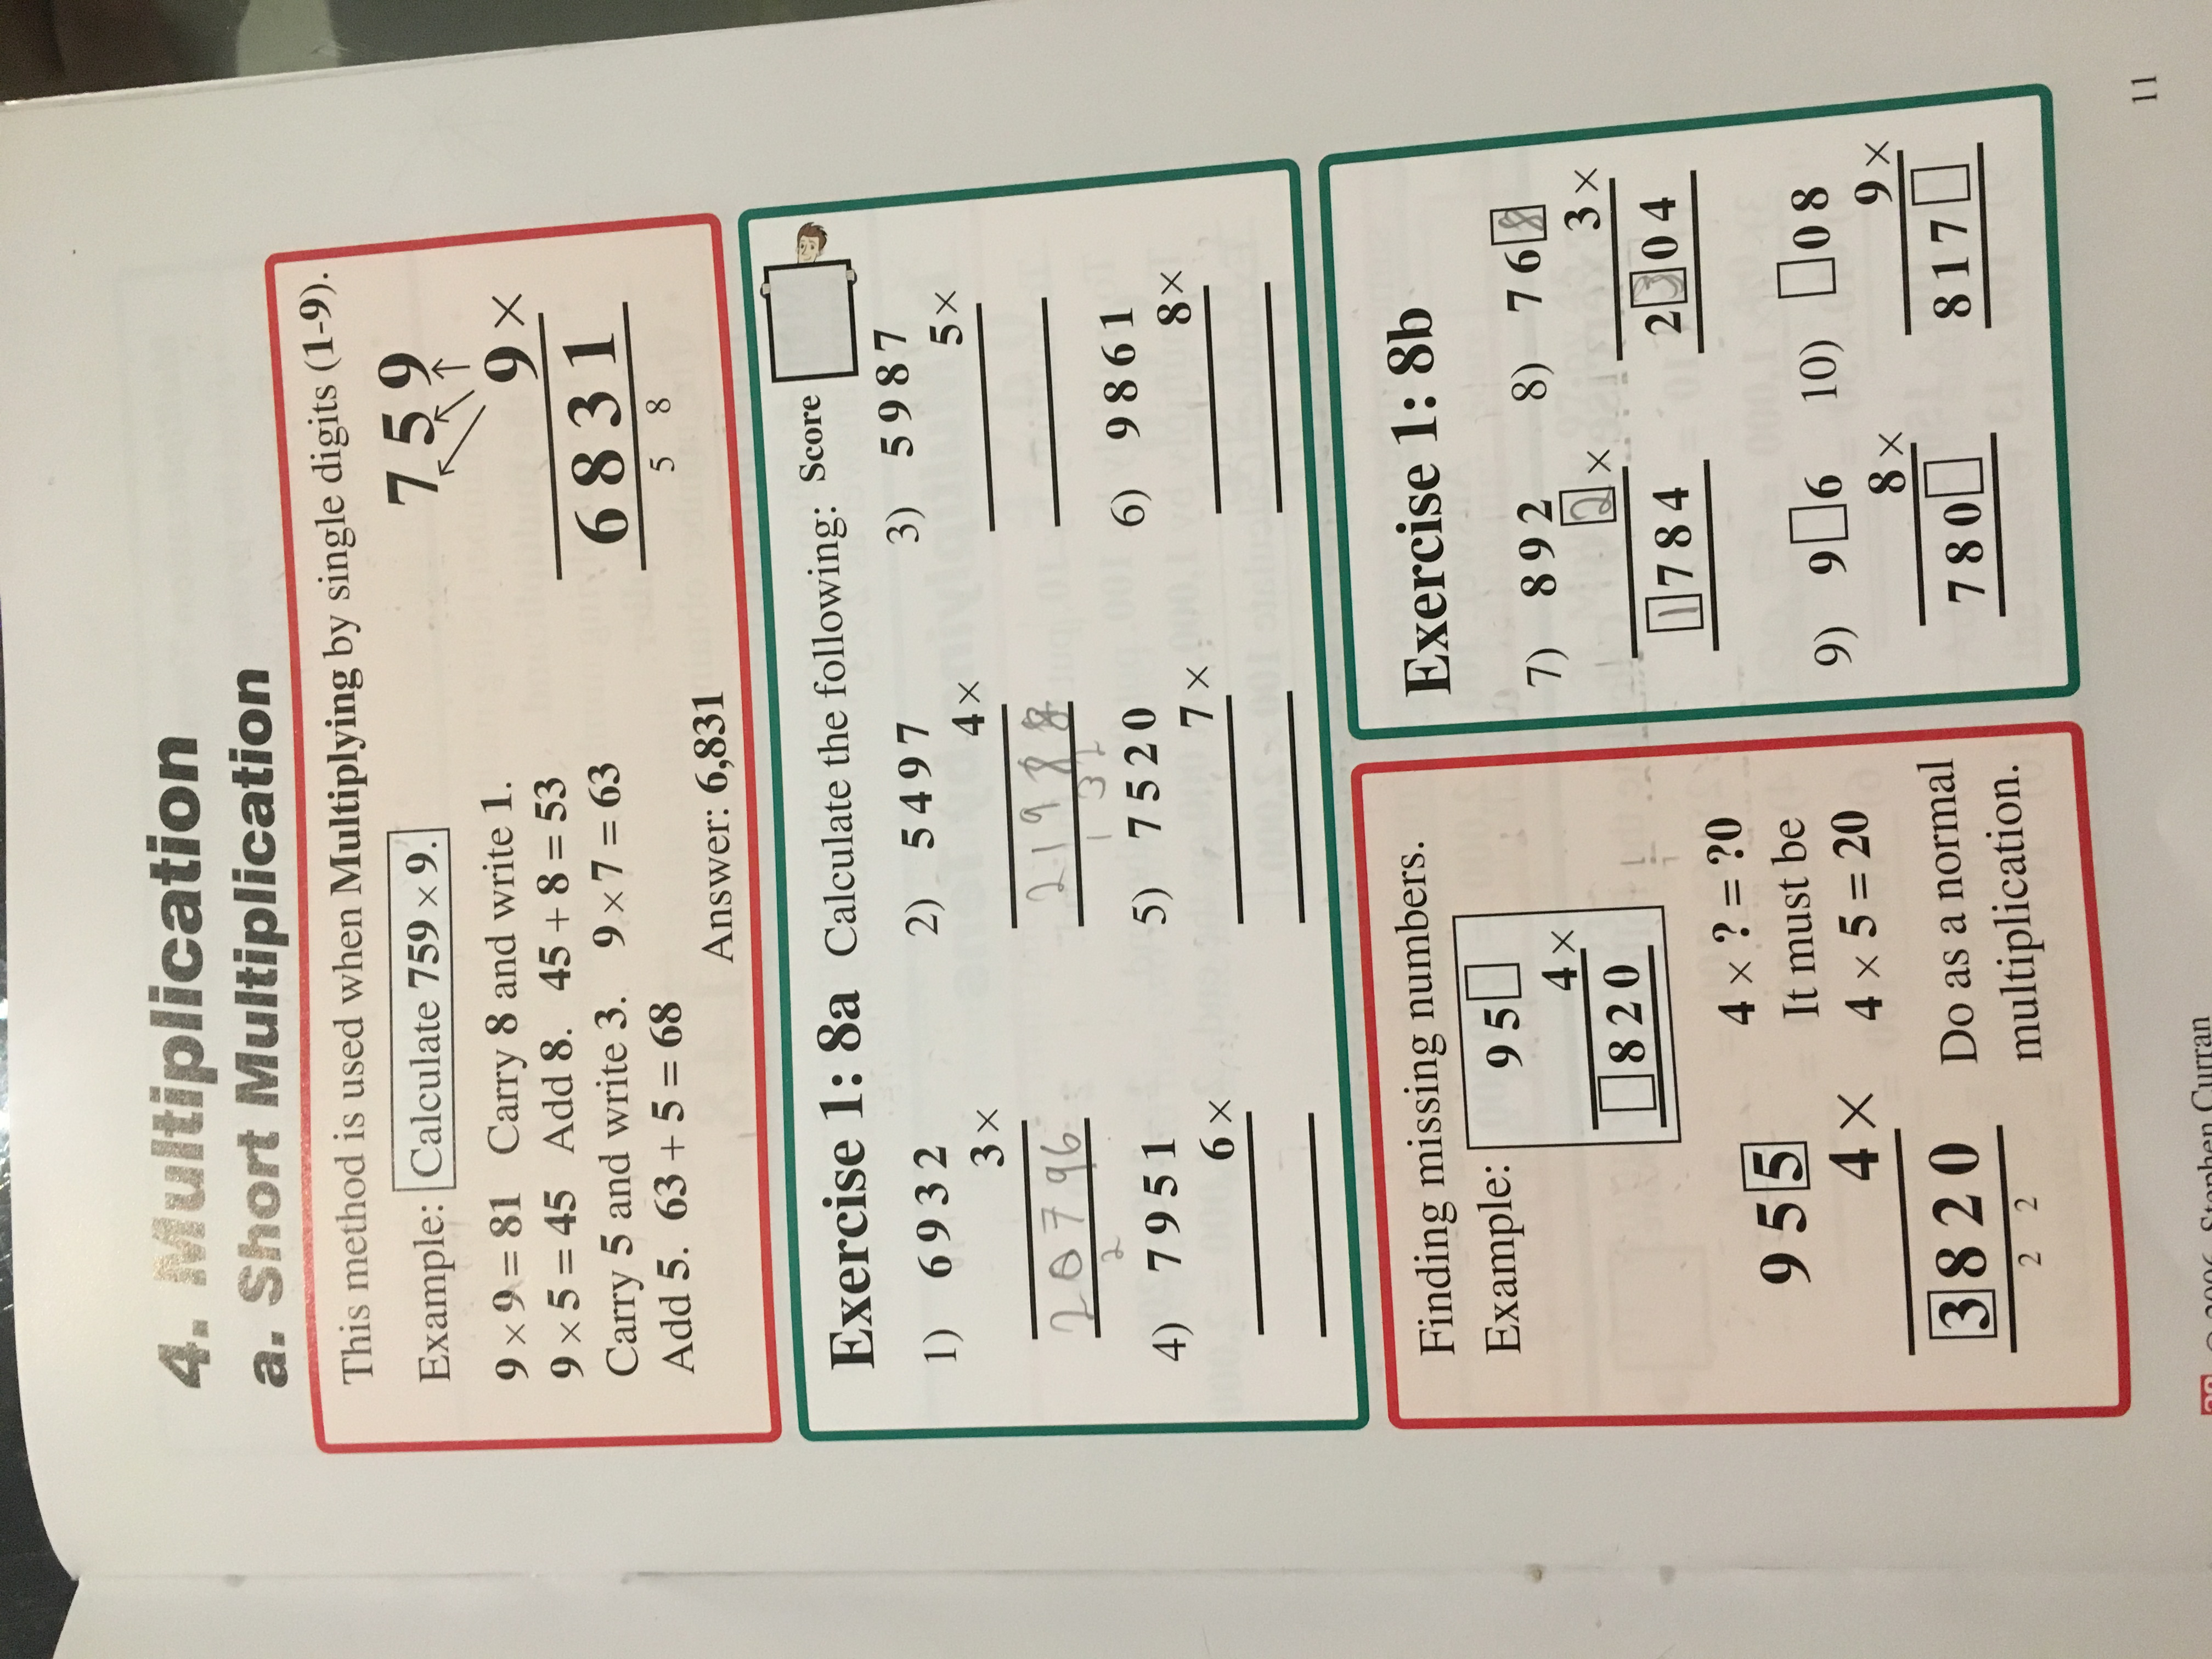 4. Multiplication
a. Short Multiplication
This method is used when Multiplying by single digits (1-9).
Example: Calculate 759 × 9.
9 × 9 = 81 Carry 8 and write 1.
9 × 5 = 45 Add 8. 45 + 8 = 53
Carry 5 and write 3. 9 × 7 = 63
Add 5. 63 + 5 = 68
Answer: 6,831
7 5 9
9 ×
6 8 3 1
5 8
Exercise 1: 8a Calculate the following: Score
1) 6 9 3 2
3 ×
2 0 7 9 6
2
2) 5 4 9 7
4 ×
2 1 9 8 8
1 3 2
3) 5 9 8 7
5 ×
4) 7 9 5 1
6 ×
5) 7 5 2 0
7 ×
6) 9 8 6 1
8 ×
Finding missing numbers.
Example:
9 5 □
4 ×
□ 8 2 0
9 5 5
4 ×
3 8 2 0
2 2
4 × ? = ?0
It must be
4 × 5 = 20
Do as a normal
multiplication.
Exercise 1: 8b
7) 8 9 2
2 ×
1 7 8 4
8) 7 6 8
3 ×
2 3 0 4
9) 9 □ 6
8 ×
7 8 0 □
10) □ 0 8
9 ×
8 1 7 □
11
© 2006 Stephen Curran